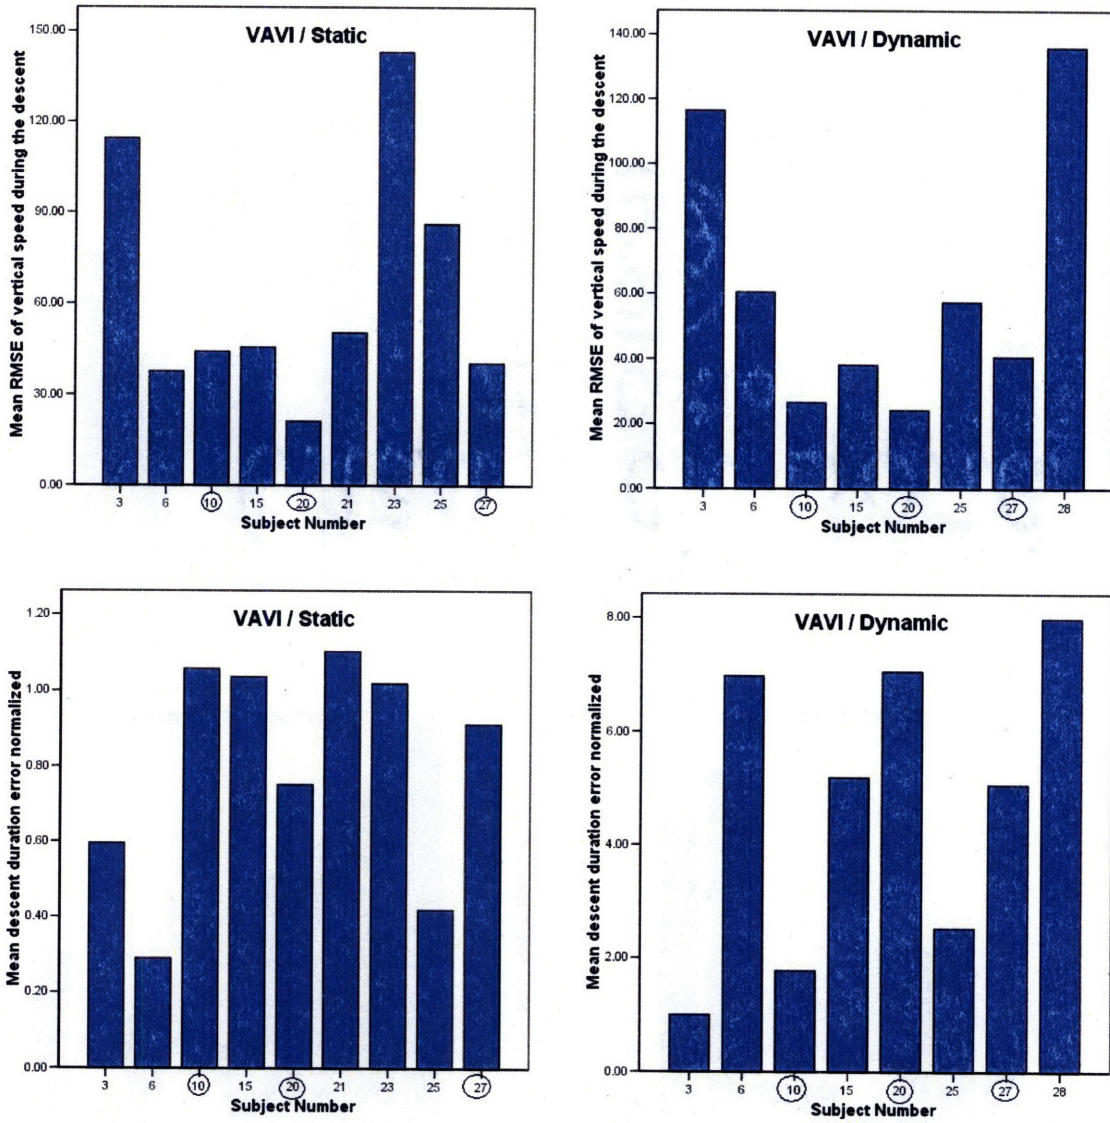 VAVI / Static
Mean RMSE of vertical speed during the descent
150.00
120.00
90.00
60.00
30.00
0.00
3 6 10 15 20 21 23 25 27
Subject Number
VAVI / Dynamic
Mean RMSE of vertical speed during the descent
140.00
120.00
100.00
80.00
60.00
40.00
20.00
0.00
3 6 10 15 20 25 27 28
Subject Number
VAVI / Static
Mean descent duration error normalized
1.20
1.00
0.80
0.60
0.40
0.20
0.00
3 6 10 15 20 21 23 25 27
Subject Number
VAVI / Dynamic
Mean descent duration error normalized
8.00
6.00
4.00
2.00
0.00
3 6 10 15 20 25 27 28
Subject Number